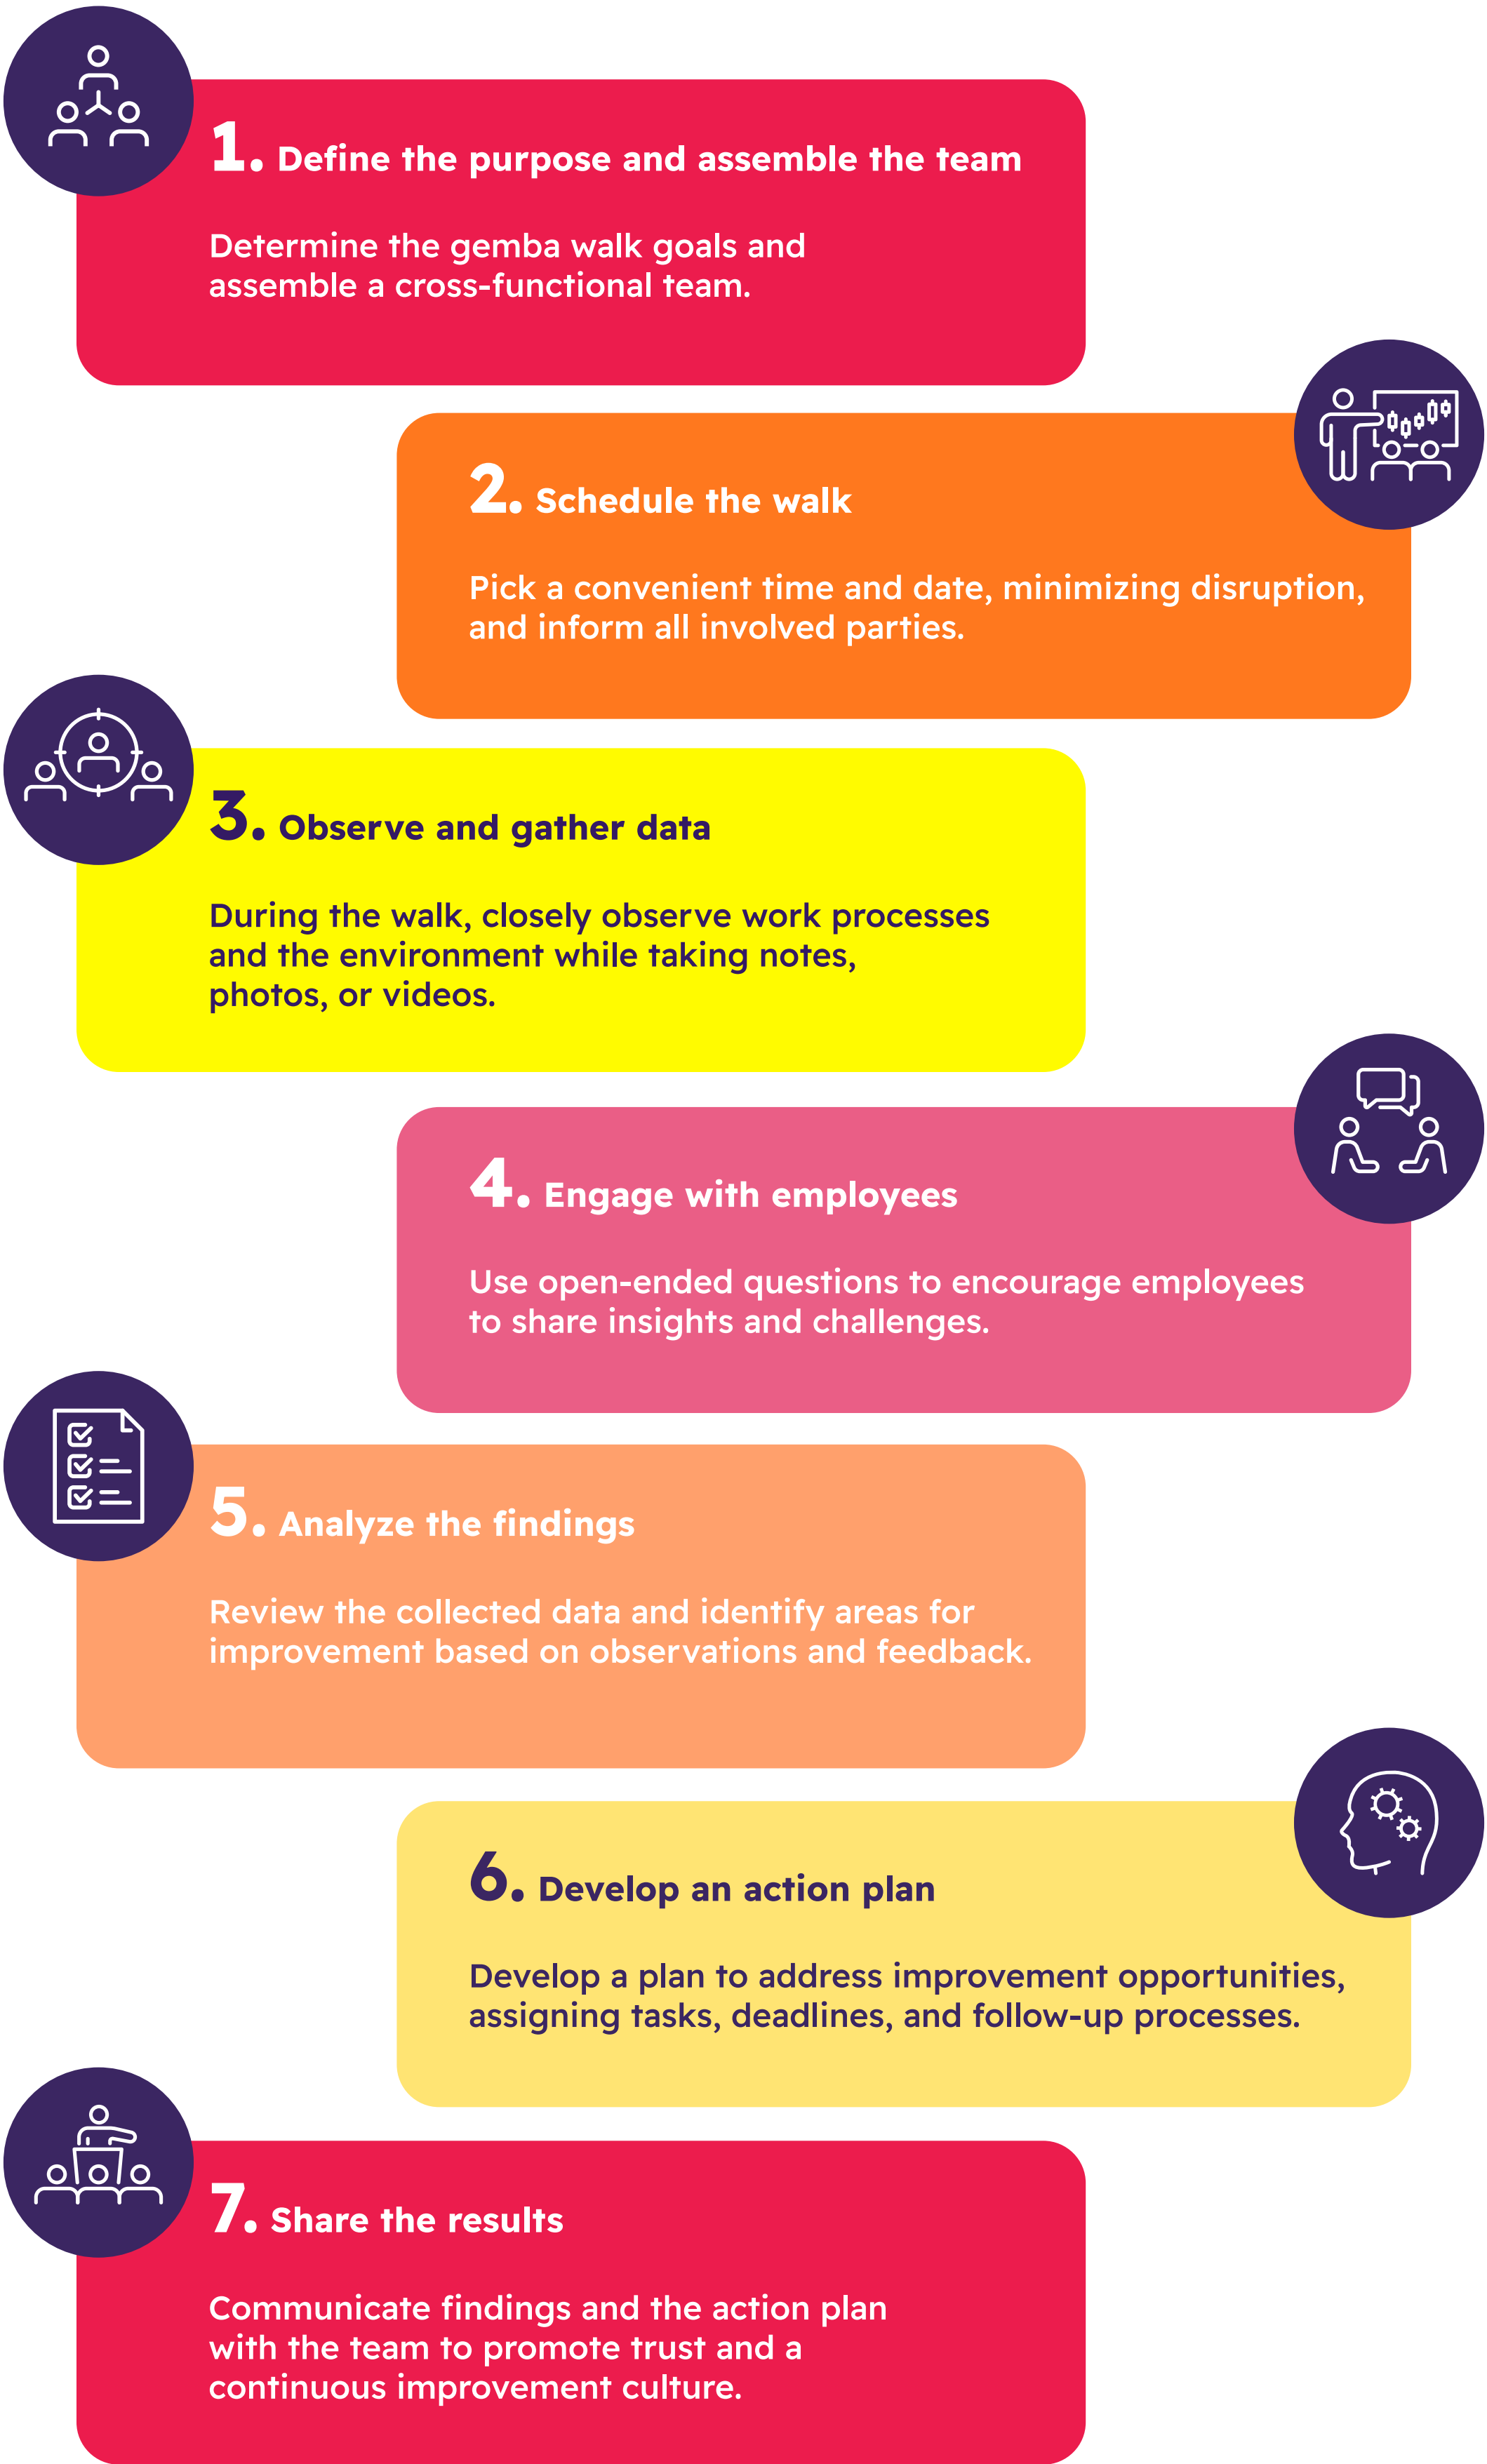 1. Define the purpose and assemble the team
Determine the gemba walk goals and
assemble a cross-functional team.
2. Schedule the walk
Pick a convenient time and date, minimizing disruption,
and inform all involved parties.
3. Observe and gather data
During the walk, closely observe work processes
and the environment while taking notes,
photos, or videos.
4. Engage with employees
Use open-ended questions to encourage employees
to share insights and challenges.
5. Analyze the findings
Review the collected data and identify areas for
improvement based on observations and feedback.
6. Develop an action plan
Develop a plan to address improvement opportunities,
assigning tasks, deadlines, and follow-up processes.
7. Share the results
Communicate findings and the action plan
with the team to promote trust and a
continuous improvement culture.